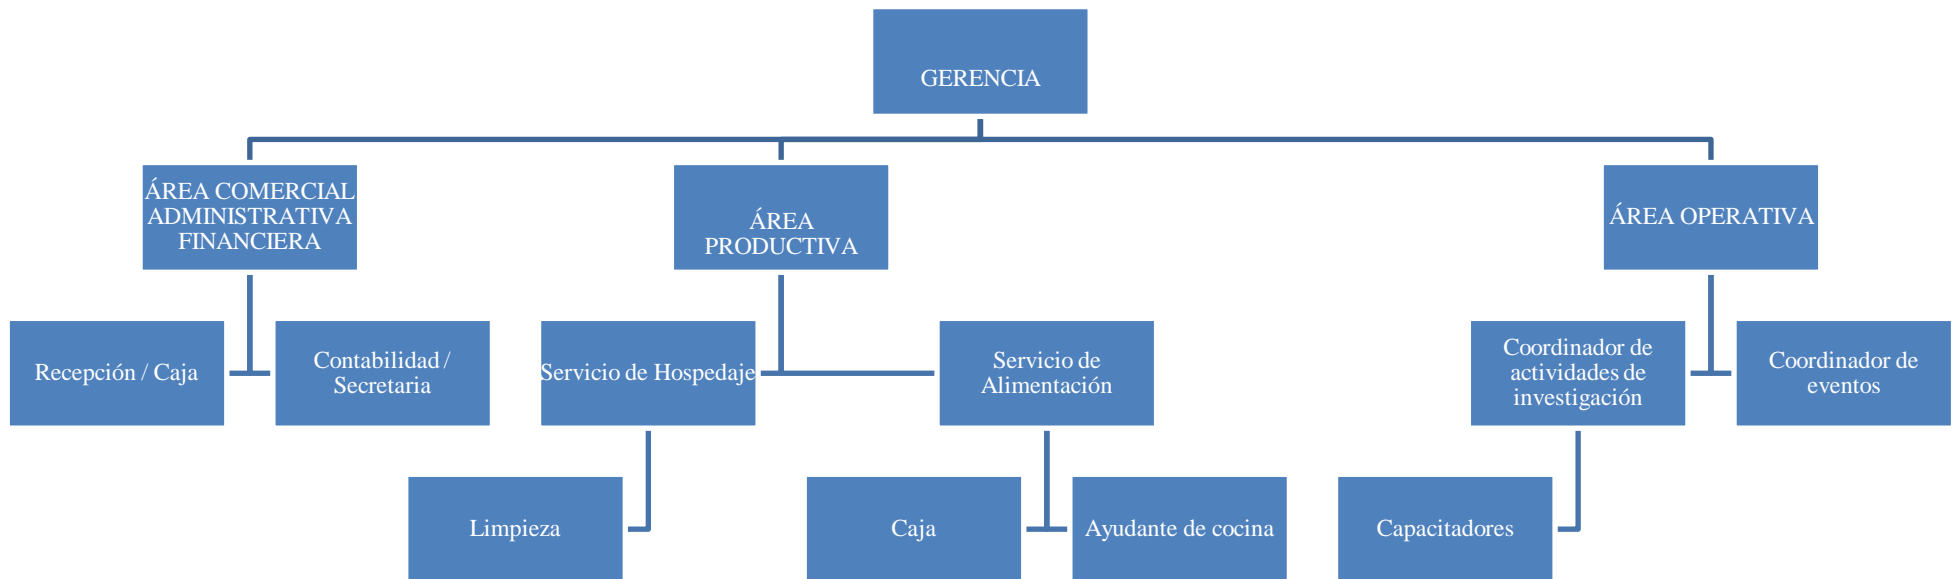 GERENCIA
ÁREA COMERCIAL
ADMINISTRATIVA
FINANCIERA
ÁREA
PRODUCTIVA
ÁREA OPERATIVA
Recepción / Caja
Contabilidad /
Secretaria
Servicio de Hospedaje
Servicio de
Alimentación
Coordinador de
actividades de
investigación
Coordinador de
eventos
Limpieza
Caja
Ayudante de cocina
Capacitadores